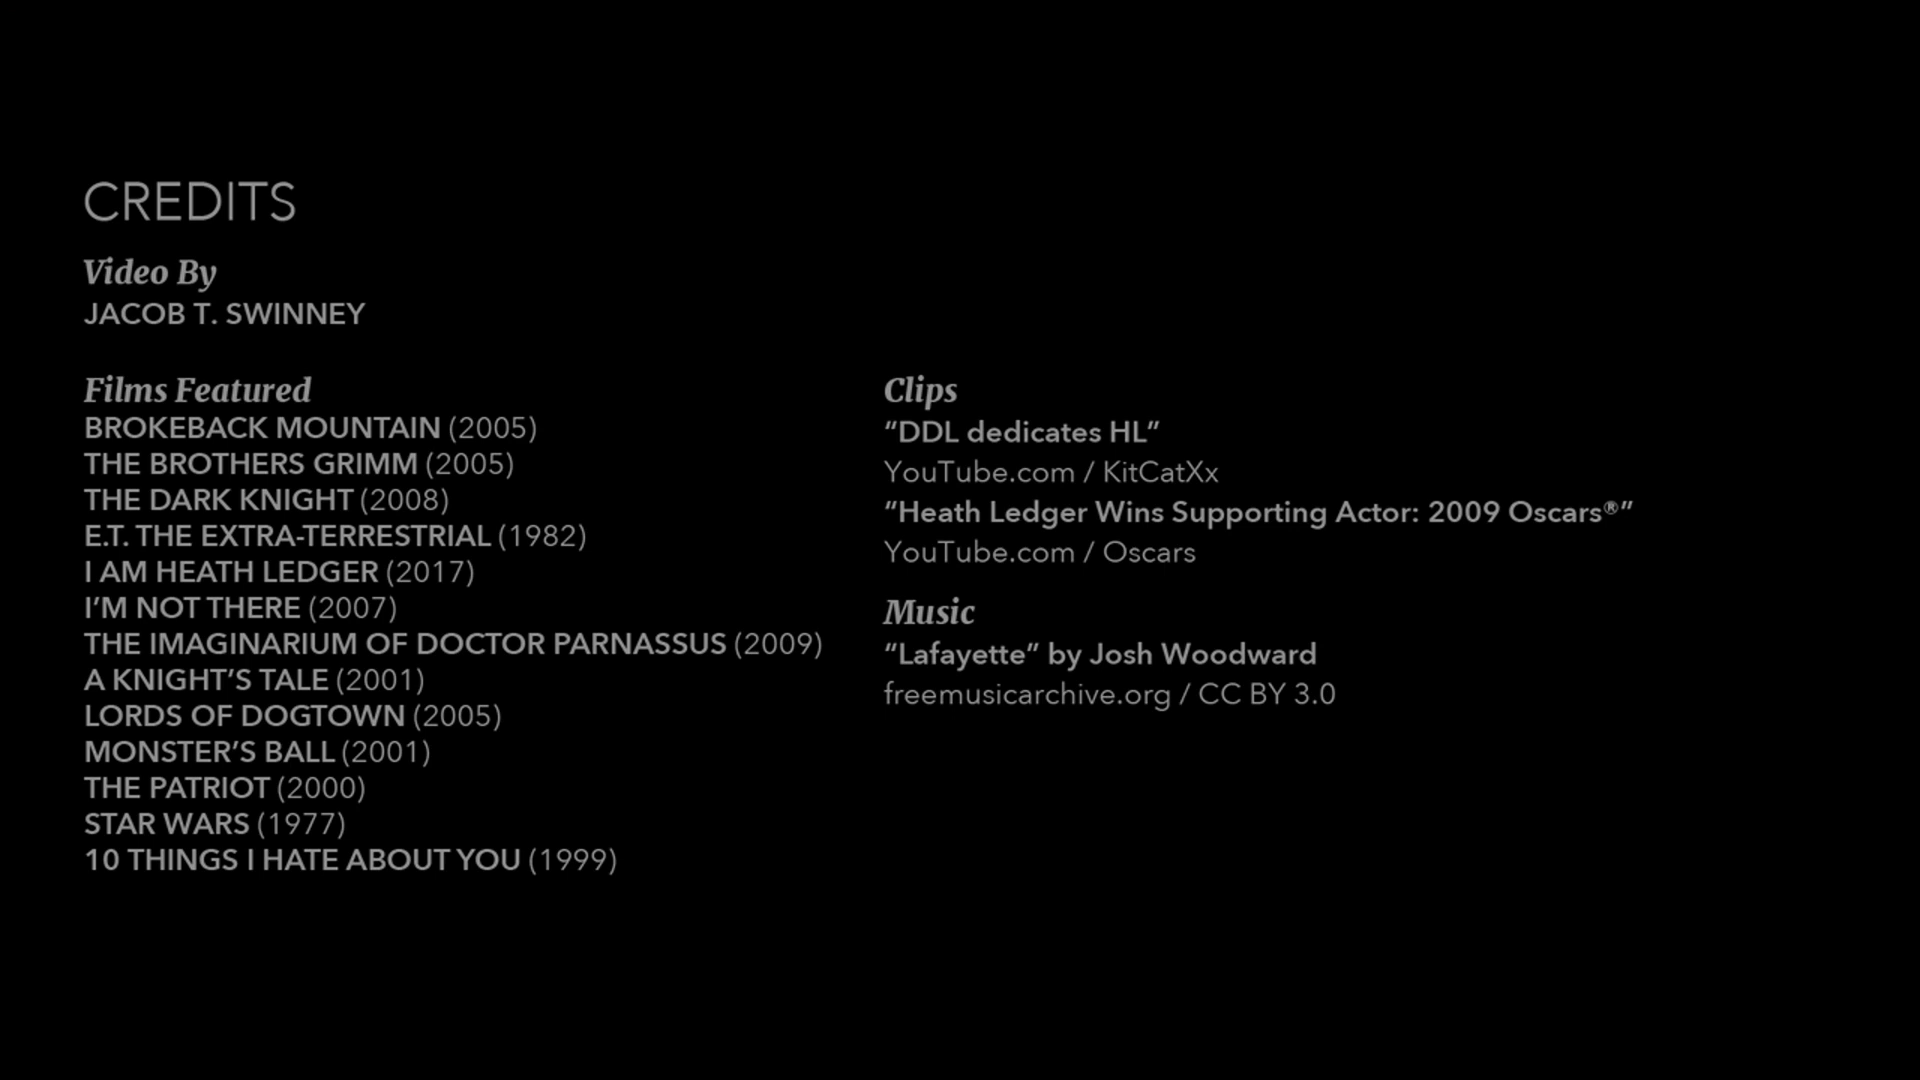 CREDITS
Video By
JACOB T. SWINNEY
Films Featured
BROKEBACK MOUNTAIN (2005)
THE BROTHERS GRIMM (2005)
THE DARK KNIGHT (2008)
E.T. THE EXTRA-TERRESTRIAL (1982)
I AM HEATH LEDGER (2017)
I’M NOT THERE (2007)
THE IMAGINARIUM OF DOCTOR PARNASSUS (2009)
A KNIGHT’S TALE (2001)
LORDS OF DOGTOWN (2005)
MONSTER’S BALL (2001)
THE PATRIOT (2000)
STAR WARS (1977)
10 THINGS I HATE ABOUT YOU (1999)
Clips
“DDL dedicates HL”
YouTube.com / KitCatXx
“Heath Ledger Wins Supporting Actor: 2009 Oscars®”
YouTube.com / Oscars
Music
“Lafayette” by Josh Woodward
freemusicarchive.org / CC BY 3.0